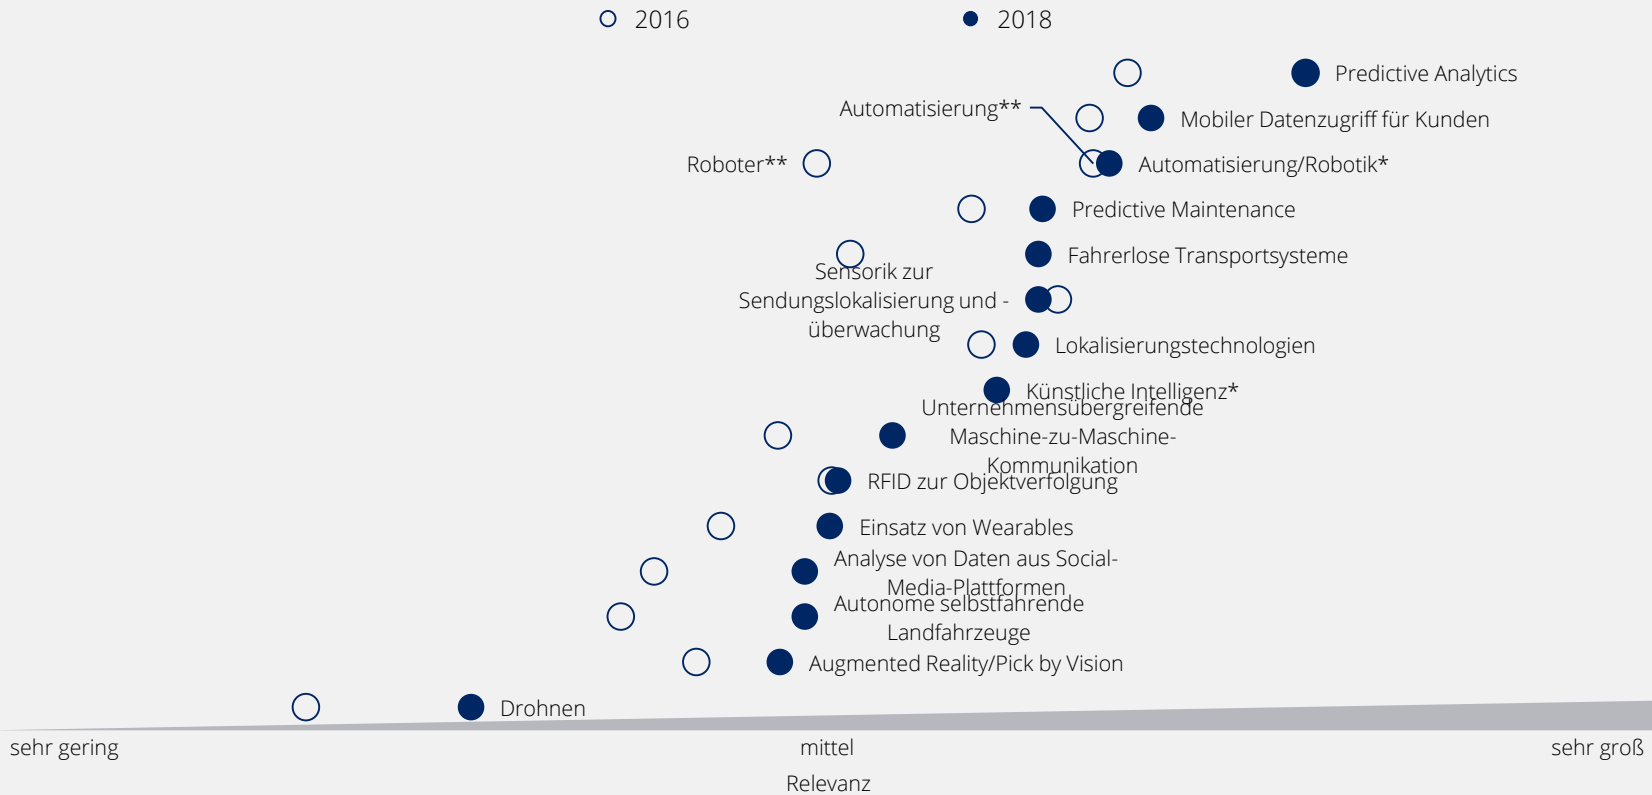 2016
2018
Predictive Analytics
Automatisierung**
Mobiler Datenzugriff für Kunden
Roboter**
Automatisierung/Robotik*
Predictive Maintenance
Fahrerlose Transportsysteme
Sensorik zur
Sendungslokalisierung und -
überwachung
Lokalisierungstechnologien
Künstliche Intelligenz*
Unternehmensübergreifende
Maschine-zu-Maschine-
Kommunikation
RFID zur Objektverfolgung
Einsatz von Wearables
Analyse von Daten aus Social-
Media-Plattformen
Autonome selbstfahrende
Landfahrzeuge
Augmented Reality/Pick by Vision
Drohnen
sehr gering
mittel
sehr groß
Relevanz